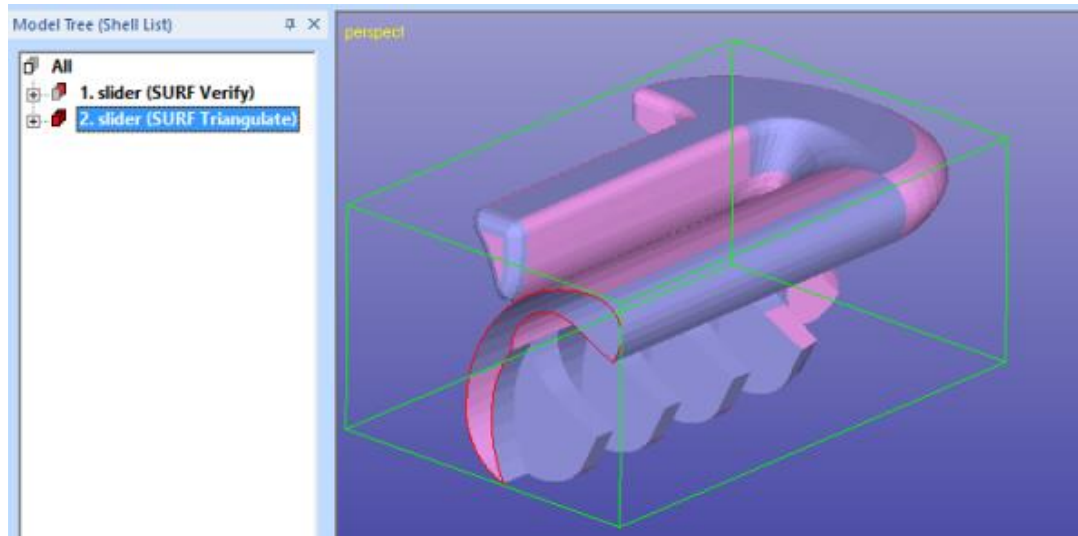 Model Tree (Shell List)
All
1. slider (SURF Verify)
2. slider (SURF Triangulate)
perspect